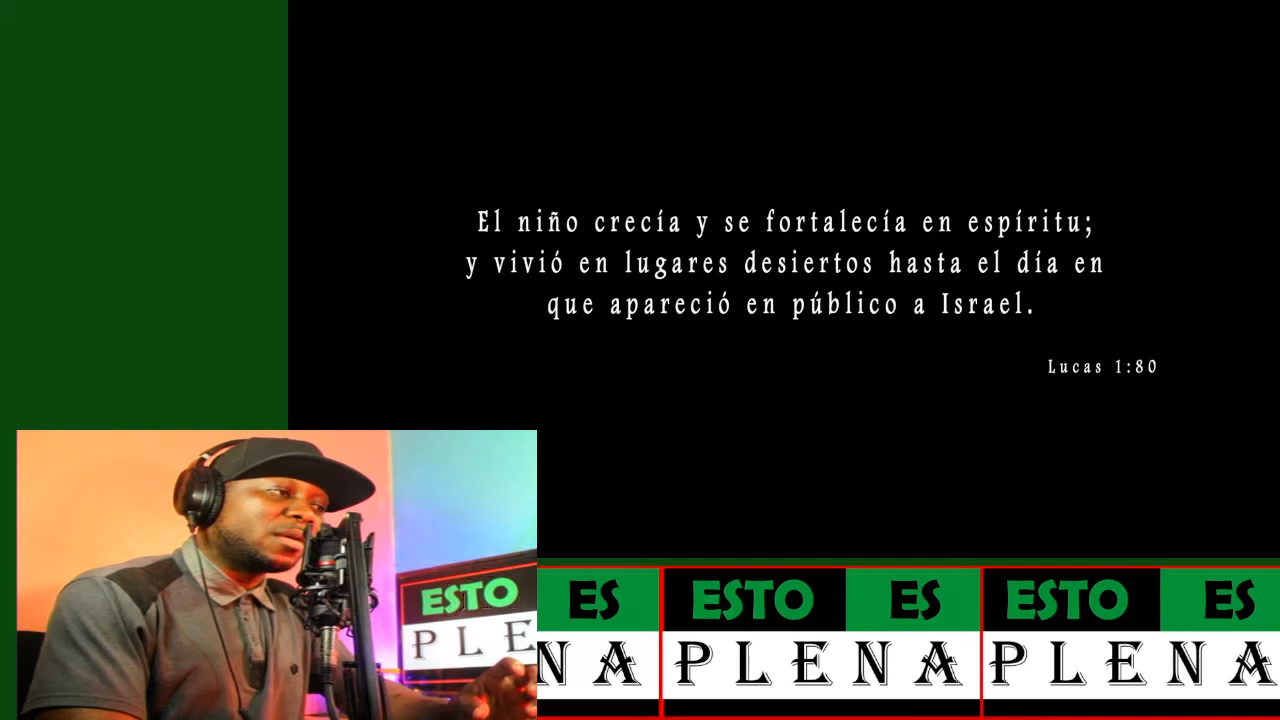 El niño crecía y se fortalecía en espíritu;
y vivió en lugares desiertos hasta el día en
que apareció en público a Israel.
Lucas 1:80
ESTO
PLE
ES
NA
ESTO ES
PLENA
ESTO ES
PLENA